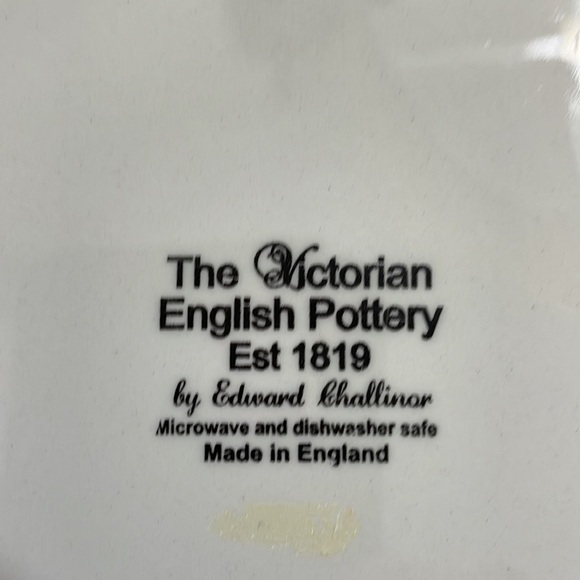 The Victorian
English Pottery
Est 1819
by Edward Challinor
Microwave and dishwasher safe
Made in England